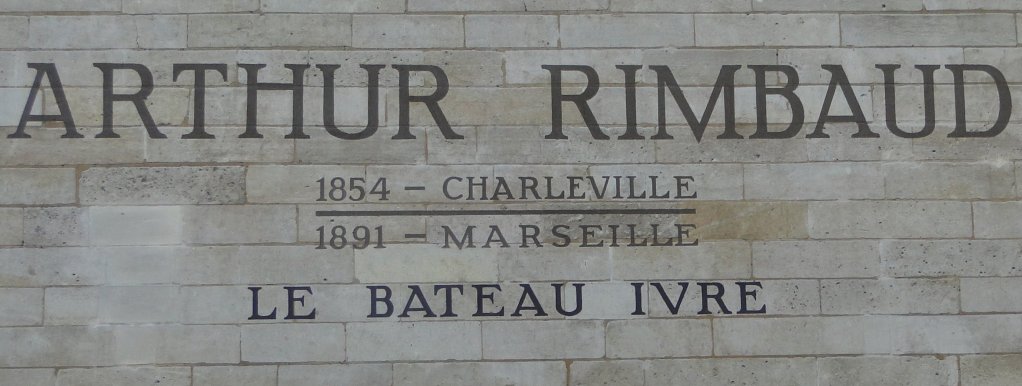 ARTHUR RIMBAUD
1854 – CHARLEVILLE
1891 – MARSEILLE
LE BATEAU IVRE